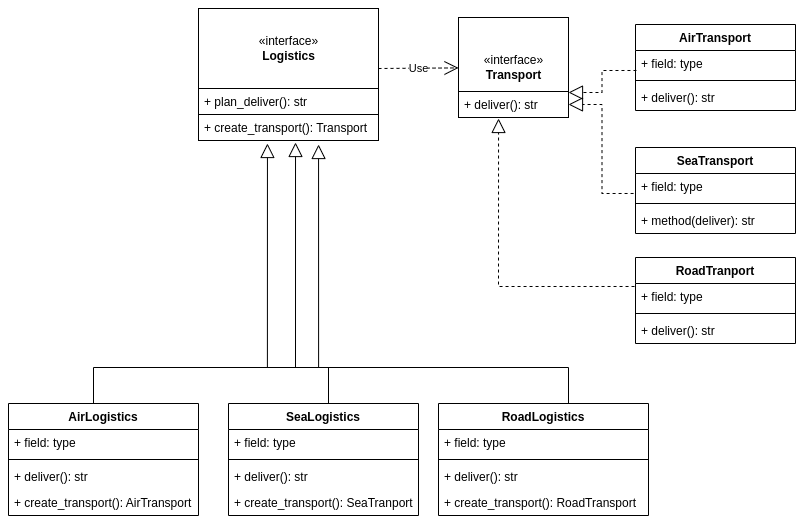 «interface»
Logistics
+ plan_deliver(): str
+ create_transport(): Transport
Use
«interface»
Transport
+ deliver(): str
AirTransport
+ field: type
+ deliver(): str
SeaTransport
+ field: type
+ method(deliver): str
RoadTranport
+ field: type
+ deliver(): str
AirLogistics
+ field: type
+ deliver(): str
+ create_transport(): AirTransport
SeaLogistics
+ field: type
+ deliver(): str
+ create_transport(): SeaTranport
RoadLogistics
+ field: type
+ deliver(): str
+ create_transport(): RoadTransport